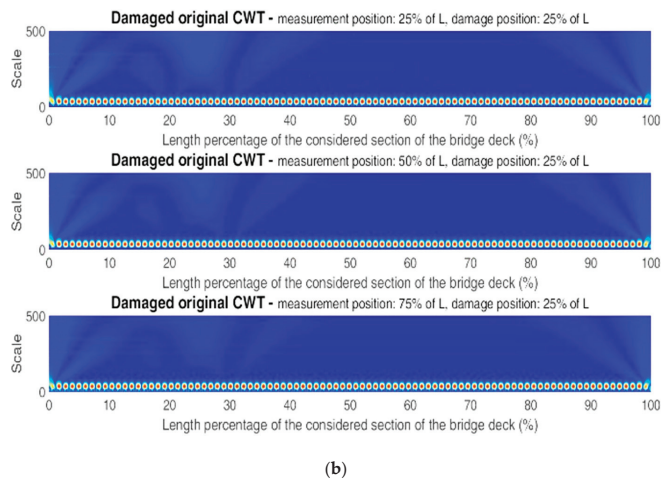 Damaged original CWT - measurement position: 25% of L, damage position: 25% of L
500
Scale
0
0 10 20 30 40 50 60 70 80 90 100
Length percentage of the considered section of the bridge deck (%)
Damaged original CWT - measurement position: 50% of L, damage position: 25% of L
500
Scale
0
0 10 20 30 40 50 60 70 80 90 100
Length percentage of the considered section of the bridge deck (%)
Damaged original CWT - measurement position: 75% of L, damage position: 25% of L
500
Scale
0
0 10 20 30 40 50 60 70 80 90 100
Length percentage of the considered section of the bridge deck (%)
(b)